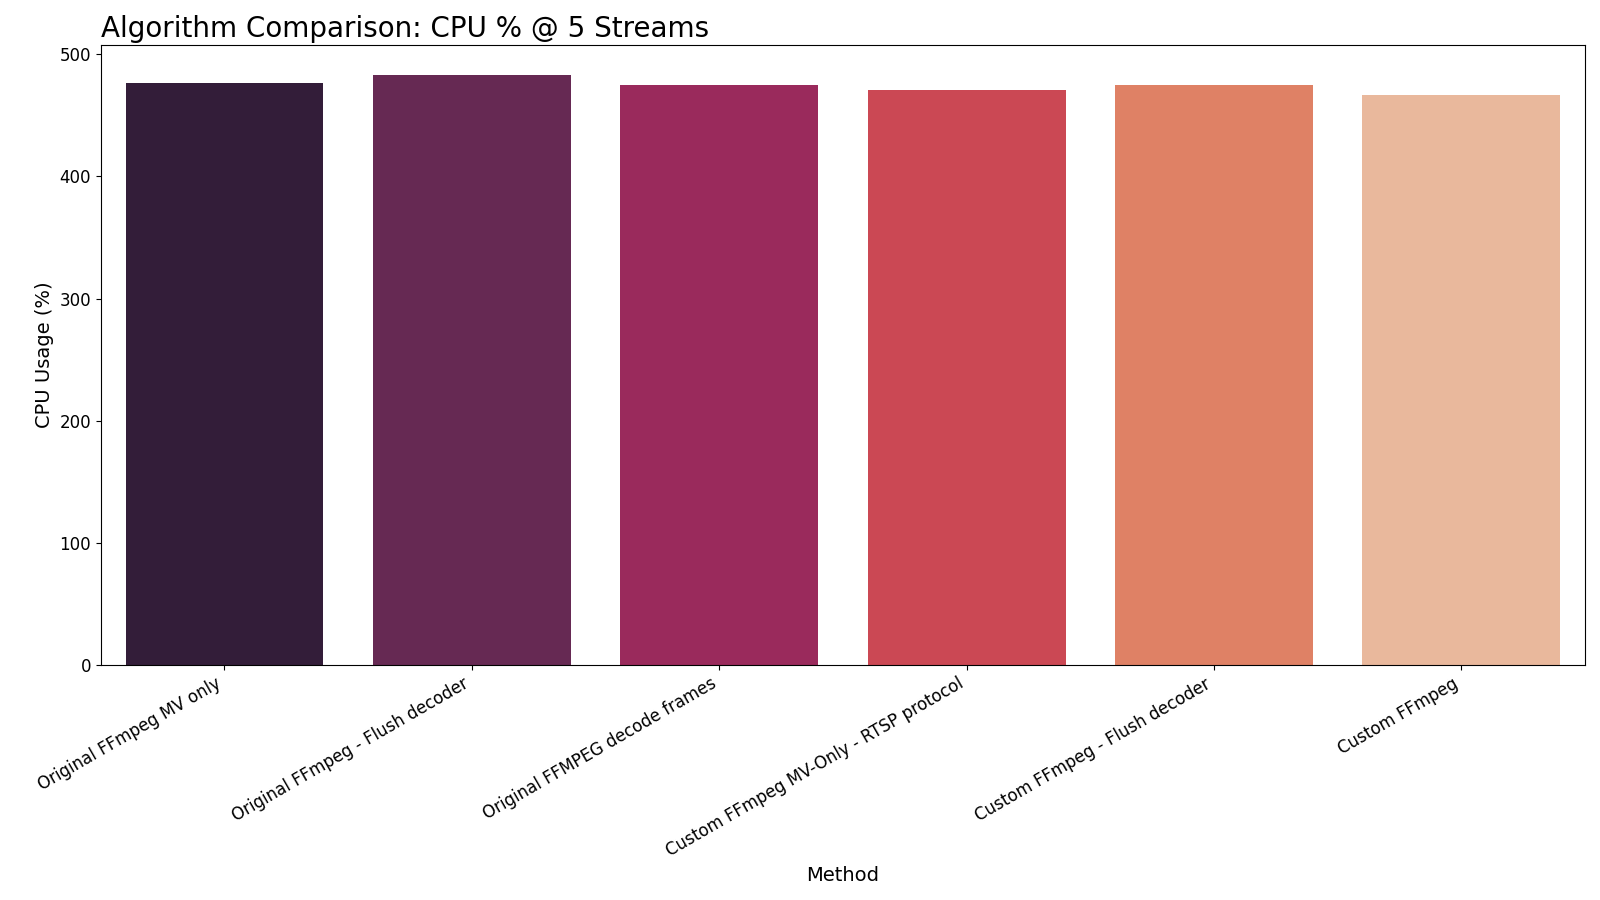 Algorithm Comparison: CPU % @ 5 Streams
500
400
300
200
100
0
CPU Usage (%)
Original FFmpeg MV only
Original FFmpeg - Flush decoder
Original FFMPEG decode frames
Custom FFmpeg MV-Only - RTSP protocol
Custom FFmpeg - Flush decoder
Custom FFmpeg
Method